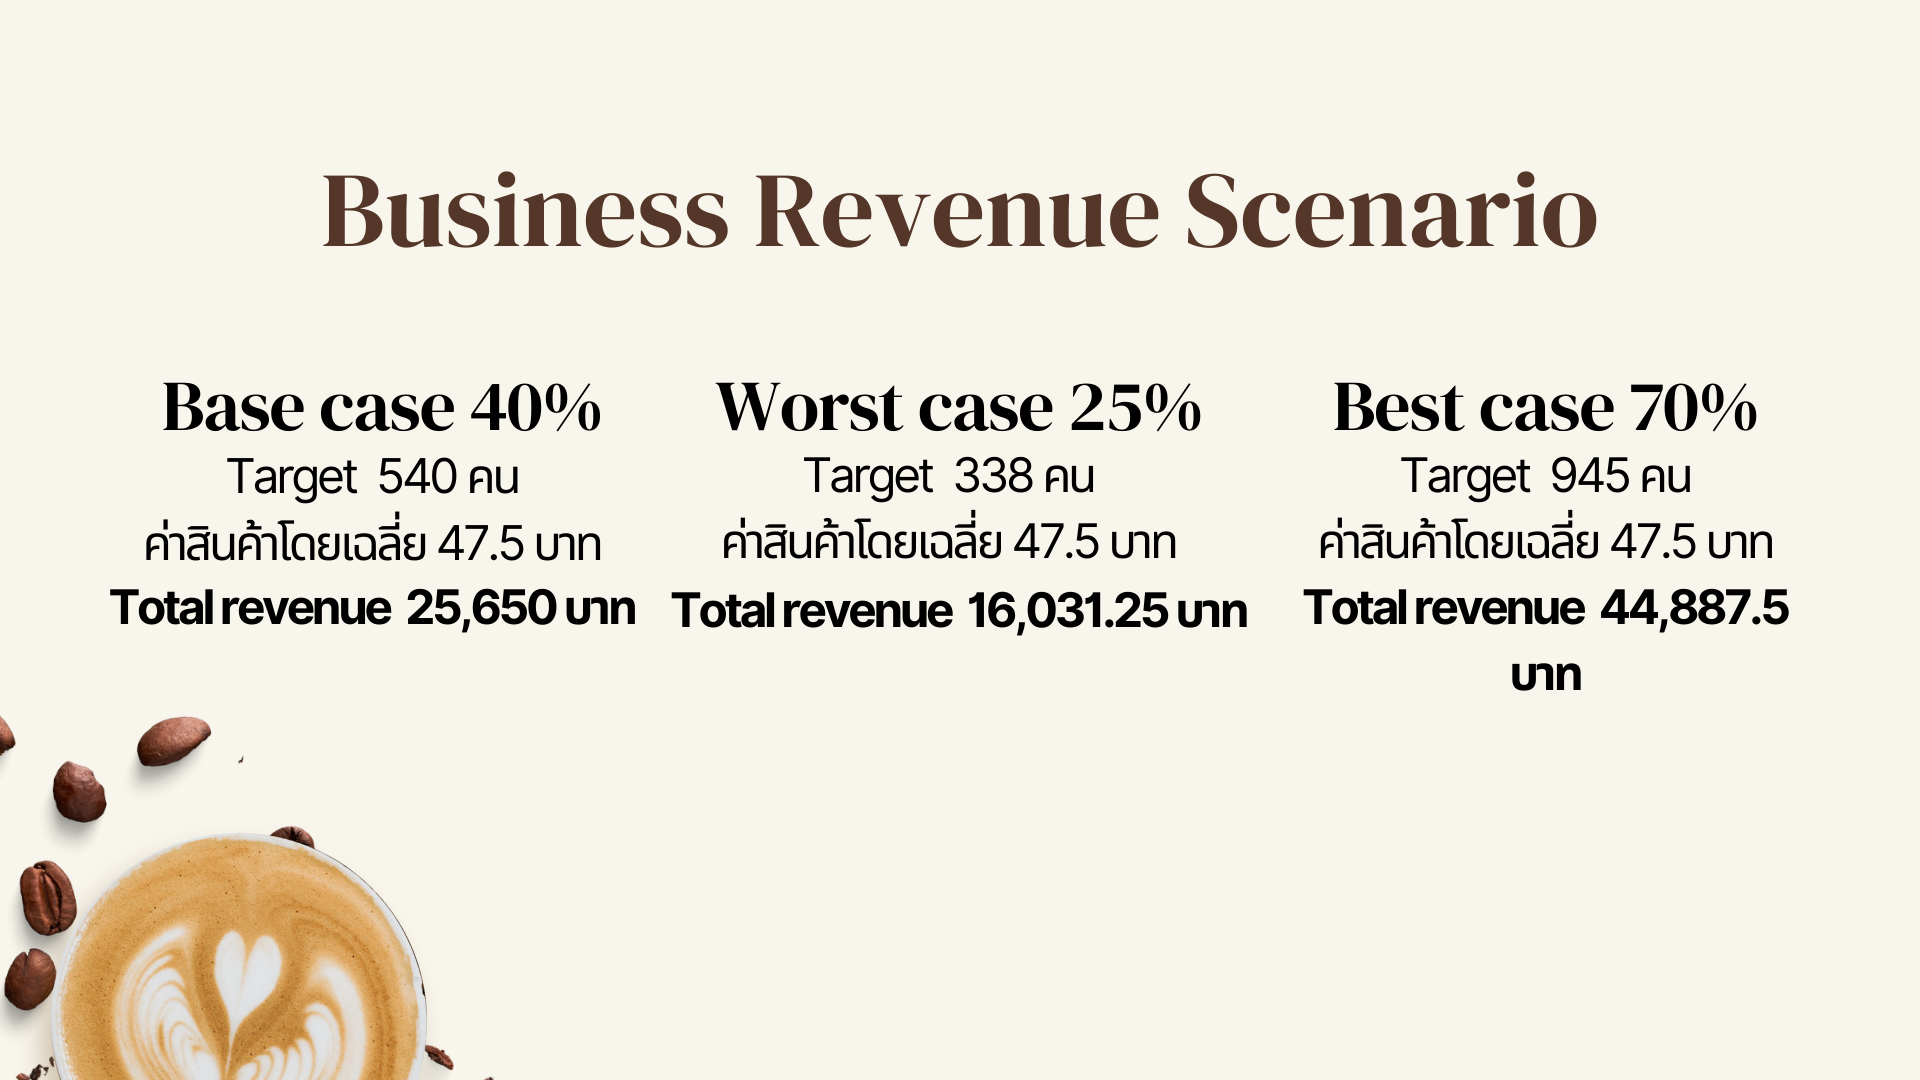 Business Revenue Scenario
Base case 40%
Target 540 คน
ค่าสินค้าโดยเฉลี่ย 47.5 บาท
Total revenue 25,650 บาท
Worst case 25%
Target 338 คน
ค่าสินค้าโดยเฉลี่ย 47.5 บาท
Total revenue 16,031.25 บาท
Best case 70%
Target 945 คน
ค่าสินค้าโดยเฉลี่ย 47.5 บาท
Total revenue 44,887.5
บาท